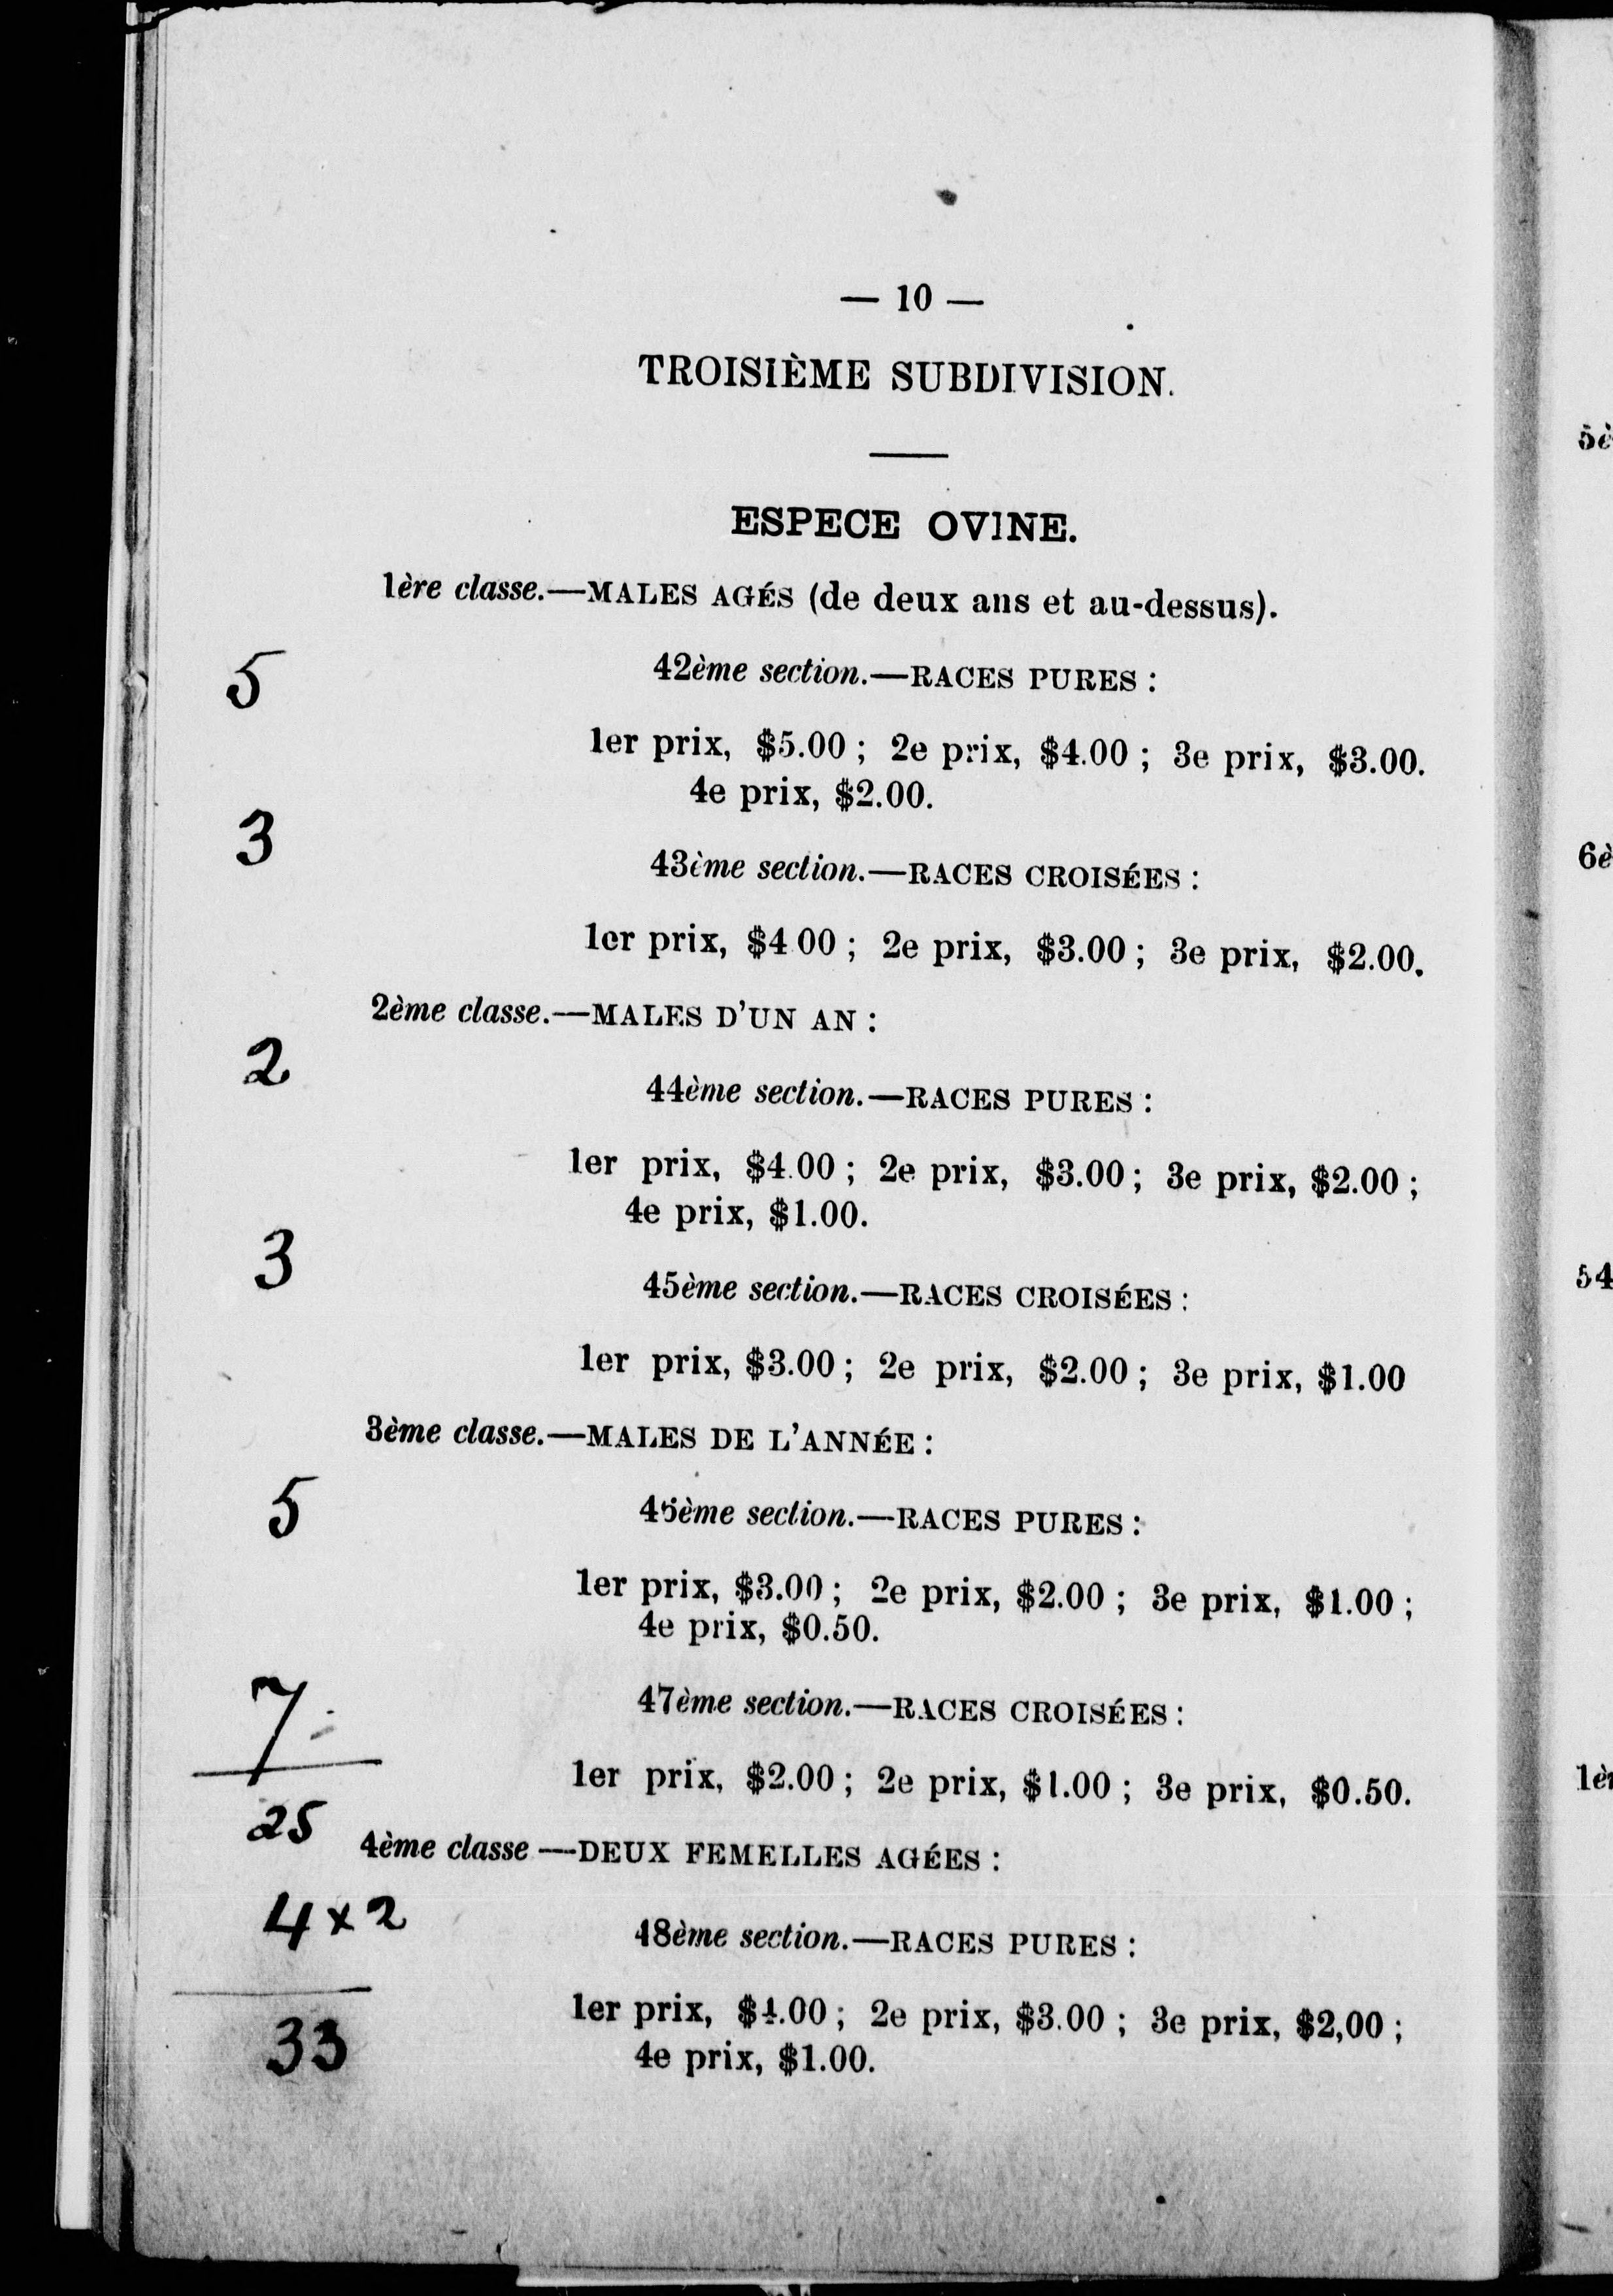 — 10 —
TROISIÈME SUBDIVISION.
ESPECE OVINE.
1ère classe.—MALES AGÉS (de deux ans et au-dessus).
5
42ème section.—RACES PURES :
1er prix, $5.00 ; 2e prix, $4.00 ; 3e prix, $3.00.
4e prix, $2.00.
3
43ème section.—RACES CROISÉES :
1er prix, $4 00 ; 2e prix, $3.00 ; 3e prix, $2.00.
2ème classe.—MALES D'UN AN :
2
44ème section.—RACES PURES :
1er prix, $4.00 ; 2e prix, $3.00 ; 3e prix, $2.00 ;
4e prix, $1.00.
3
45ème section.—RACES CROISÉES :
1er prix, $3.00 ; 2e prix, $2.00 ; 3e prix, $1.00
3ème classe.—MALES DE L'ANNÉE :
5
46ème section.—RACES PURES :
1er prix, $3.00 ; 2e prix, $2.00 ; 3e prix, $1.00 ;
4e prix, $0.50.
7
47ème section.—RACES CROISÉES :
1er prix, $2.00 ; 2e prix, $1.00 ; 3e prix, $0.50.
25
4ème classe —DEUX FEMELLES AGÉES :
4 x 2
48ème section.—RACES PURES :
1er prix, $4.00 ; 2e prix, $3.00 ; 3e prix, $2,00 ;
4e prix, $1.00.
33
5è
6è
54
1è